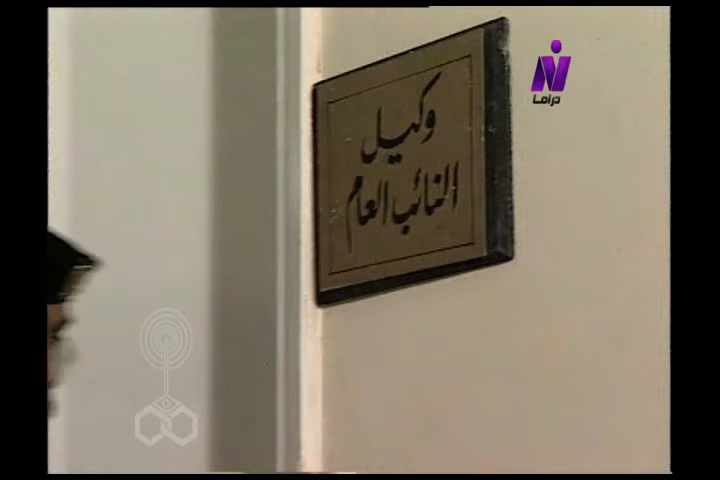 وكيل
النائب العام
دراما